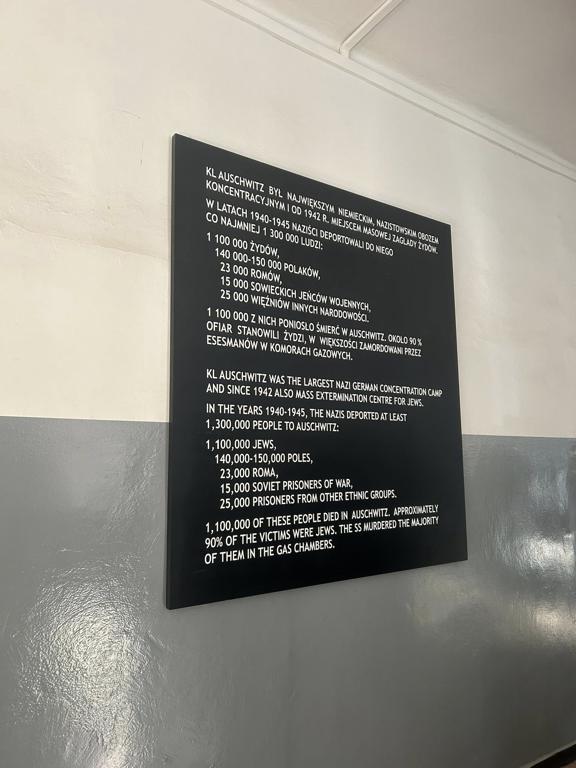 KL AUSCHWITZ BYŁ NAJWIĘKSZYM NIEMIECKIM, NAZISTOWSKIM OBOZEM
KONCENTRACYJNYM I OD 1942 R. MIEJSCEM MASOWEJ ZAGŁADY ŻYDÓW.
W LATACH 1940-1945 NAZIŚCI DEPORTOWALI DO NIEGO
CO NAJMNIEJ 1 300 000 LUDZI:
1 100 000 ŻYDÓW,
140 000-150 000 POLAKÓW,
23 000 ROMÓW,
15 000 SOWIECKICH JEŃCÓW WOJENNYCH,
25 000 WIĘŹNIÓW INNYCH NARODOWOŚCI.
1 100 000 Z NICH PONIOSŁO ŚMIERĆ W AUSCHWITZ. OKOŁO 90 %
OFIAR STANOWILI ŻYDZI, W WIĘKSZOŚCI ZAMORDOWANI PRZEZ
ESESMANÓW W KOMORACH GAZOWYCH.
KL AUSCHWITZ WAS THE LARGEST NAZI GERMAN CONCENTRATION CAMP
AND SINCE 1942 ALSO MASS EXTERMINATION CENTRE FOR JEWS.
IN THE YEARS 1940-1945, THE NAZIS DEPORTED AT LEAST
1,300,000 PEOPLE TO AUSCHWITZ:
1,100,000 JEWS,
140,000-150,000 POLES,
23,000 ROMA,
15,000 SOVIET PRISONERS OF WAR,
25,000 PRISONERS FROM OTHER ETHNIC GROUPS.
1,100,000 OF THESE PEOPLE DIED IN AUSCHWITZ. APPROXIMATELY
90% OF THE VICTIMS WERE JEWS. THE SS MURDERED THE MAJORITY
OF THEM IN THE GAS CHAMBERS.